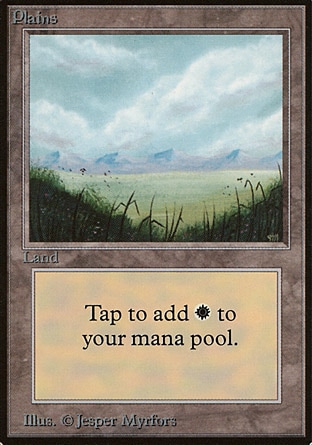 Plains
Land
Tap to add to
your mana pool.
Illus. © Jesper Myrfors